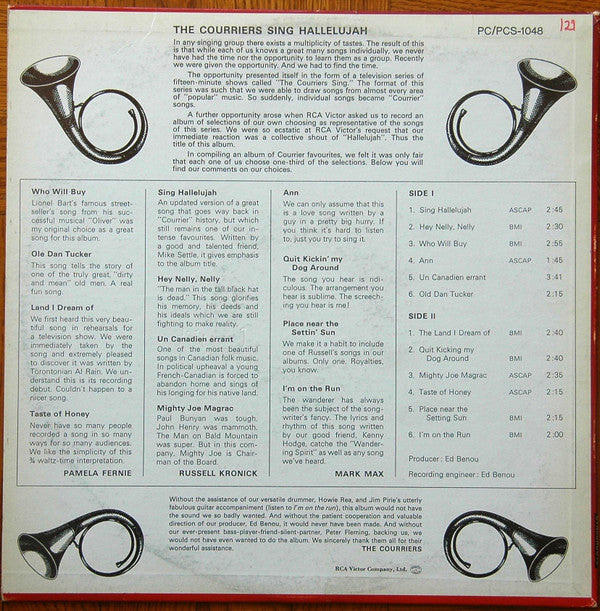 THE COURRIERS SING HALLELUJAH
PC/PCS-1048
129
In any singing group there exists a multiplicity of tastes. The result of this
is that while each of us knows a great many songs individually, we never
have had the time nor the opportunity to learn them as a group. Recently
we were given the opportunity. And we had to find the time.
The opportunity presented itself in the form of a television series of
fifteen-minute shows called "The Couriers Sing." The format of this
series was such that we were able to draw songs from almost every area
of "popular" music. So suddenly, individual songs became "Courrier"
songs.
A further opportunity arose when RCA Victor asked us to record an
album of selections of our own choosing as representative of the songs
of this series. We were so ecstatic at RCA Victor's request that our
immediate reaction was a collective shout of "Hallelujah". Thus the
title of this album.
In compiling an album of Courrier favourites, we felt it was only fair
that each one of us choose one-third of the selections. Below you will
find our comments on our choices.
Who Will Buy
Lionel Bart's famous street-
seller's song from his suc-
cessful musical "Oliver" was
my original choice as a great
song for this album.
Ole Dan Tucker
This song tells the story of
one of the truly great, "dirty
and mean" old men. A real
fun song.
Land I Dream of
We first heard this very beau-
tiful song in rehearsals for
a television show. We were
immediately taken by the
song and extremely pleased
to discover it was written by
Torontonian Al Rain. We un-
derstand this is its recording
debut. Couldn't happen to a
nicer song.
Taste of Honey
Never have so many people
recorded a song in so many
ways for so many audiences.
We like the simplicity of this
¾ waltz-time interpretation.
PAMELA FERNIE
Sing Hallelujah
An updated version of a great
song that goes way back in
"Courrier" history, but which
still remains one of our in-
tense favourites. Written by
a good and talented friend,
Mike Settle, it gives emphasis
to the album title.
Hey Nelly, Nelly
"The man in the tall black hat
is dead." This song glorifies
his memory, his deeds and
his ideals which we are still
fighting to make reality.
Un Canadien errant
One of the most beautiful
songs in Canadian folk music.
In political upheaval a young
French-Canadian is forced to
abandon home and sings of
his longing for his native land.
Mighty Joe Magrac
Paul Bunyan was tough.
John Henry was mammoth.
The Man on Bald Mountain
was super. But in this com-
pany, Mighty Joe is Chair-
man of the Board.
RUSSELL KRONICK
Ann
We can only assume that this
is a love song written by a
guy in a pretty big hurry. If
you think it's hard to listen
to, just you try to sing it.
Quit Kickin' my
Dog Around
The song you hear is ridi-
culous. The arrangement you
hear is sublime. The screech-
ing you hear is me!
Place near the
Settin' Sun
We make it a habit to include
one of Russell's songs in our
albums. Only one. Royalties,
you know.
I'm on the Run
The wanderer has always
been the subject of the song-
writer's fancy. The lyrics and
rhythm of this song written
by our good friend, Kenny
Hodge, catche the "Wander-
ing Spirit" as well as any song
we've heard.
MARK MAX
SIDE I
1. Sing Hallelujah ASCAP 2:45
2. Hey Nelly, Nelly BMI 2:30
3. Who Will Buy BMI 2:55
4. Ann ASCAP 1:45
5. Un Canadien errant 3:41
6. Old Dan Tucker 2:15
SIDE II
1. The Land I Dream of BMI 2:40
2. Quit Kicking my
Dog Around BMI 2:40
3. Mighty Joe Magrac ASCAP 2:35
4. Taste of Honey ASCAP 2:15
5. Place near the
Setting Sun BMI 2:15
6. I'm on the Run BMI 2:00
Producer: Ed Benou
Recording engineer: Ed Benou
Without the assistance of our versatile drummer, Howie Rea, and Jim Pirie's utterly
fabulous guitar accompaniment (listen to I'm on the run), this album would not have
the sound we so badly wanted. And without the patient cooperation and valuable
direction of our producer, Ed Benou, it would never have been made. And without
our ever-present bass-player-friend-silent-partner, Peter Fleming, backing us, we
would not have even wanted to do the album. We sincerely thank them all for their
wonderful assistance.
THE COURRIERS
RCA Victor Company, Ltd.